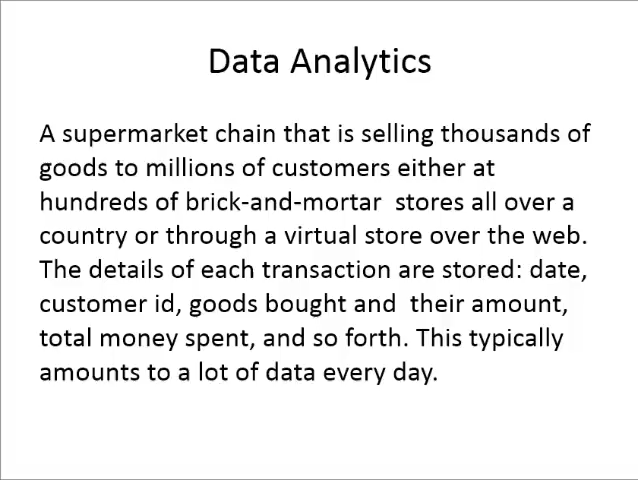 Data Analytics
A supermarket chain that is selling thousands of
goods to millions of customers either at
hundreds of brick-and-mortar  stores all over a
country or through a virtual store over the web.
The details of each transaction are stored: date,
customer id, goods bought and  their amount,
total money spent, and so forth. This typically
amounts to a lot of data every day.